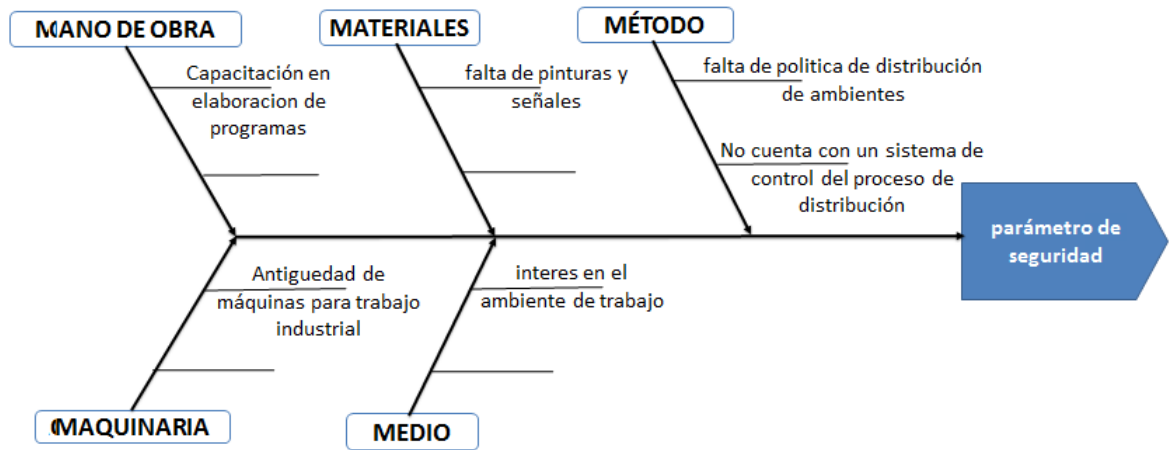 MANO DE OBRA
MATERIALES
MÉTODO
Capacitación en
elaboracion de
programas
falta de pinturas y
señales
falta de politica de distribución
de ambientes
No cuenta con un sistema de
control del proceso de
distribución
parámetro de
seguridad
Antiguedad de
máquinas para trabajo
industrial
interes en el
ambiente de trabajo
MAQUINARIA
MEDIO